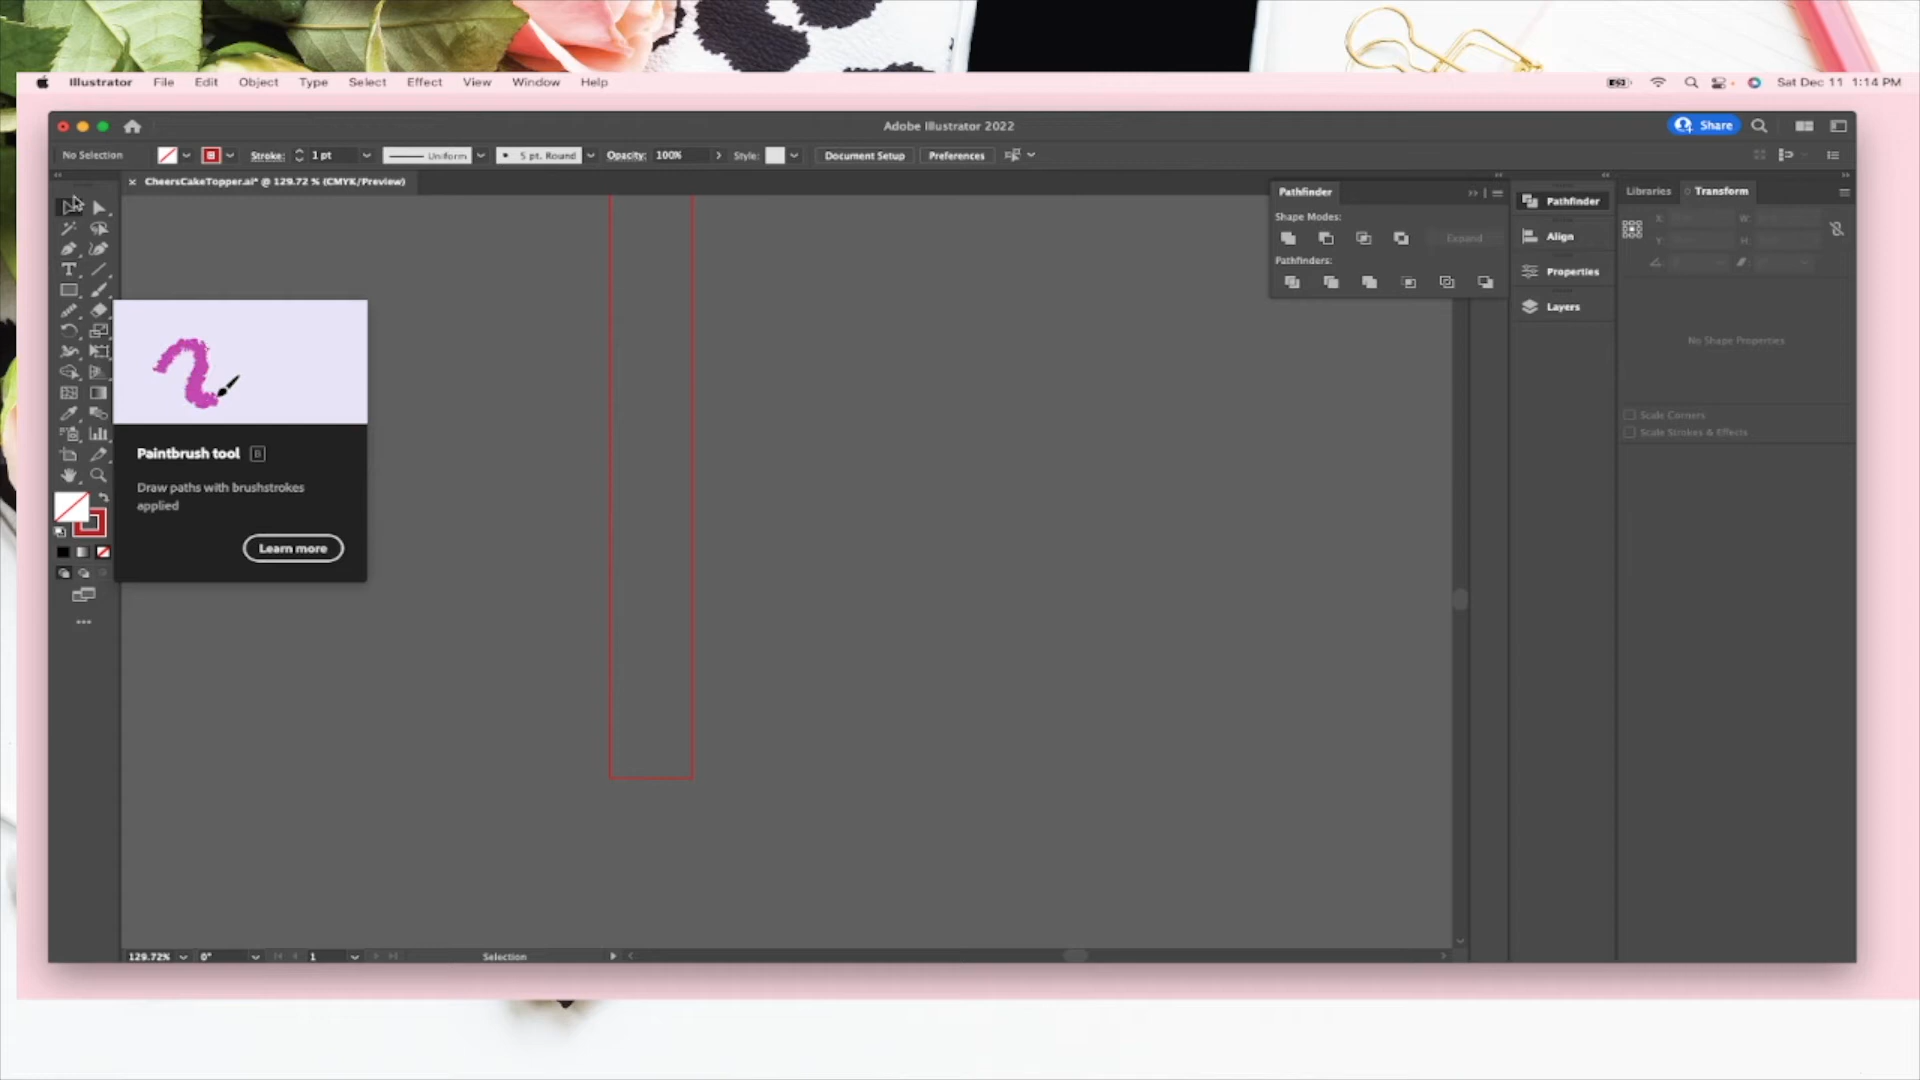 Illustrator File Edit Object Type Select Effect View Window Help
Sat Dec 11 1:14 PM
Adobe Illustrator 2022
Share
No Selection
Stroke: 1 pt
Uniform
5 pt. Round
Opacity: 100%
Style:
Document Setup
Preferences
× CheersCakeTopper.ai* @ 129.72 % (CMYK/Preview)
Pathfinder
Shape Modes:
Expand
Pathfinders:
Pathfinder
Align
Properties
Layers
Libraries
Transform
X: W:
Y: H:
No Shape Properties
Scale Corners
Scale Strokes & Effects
Paintbrush tool B
Draw paths with brushstrokes
applied
Learn more
129.72% 0° 1 Selection